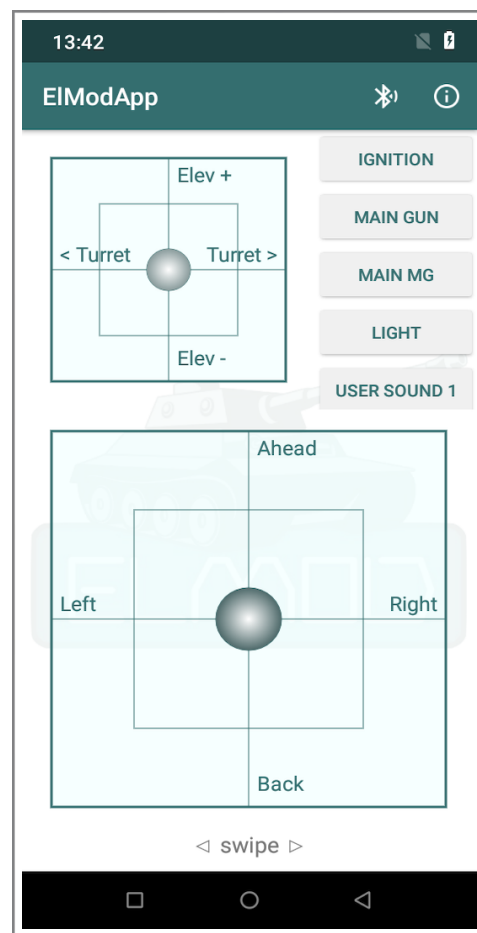 13:42
ElModApp
IGNITION
Elev +
MAIN GUN
< Turret
Turret >
MAIN MG
LIGHT
Elev -
USER SOUND 1
Ahead
Left
Right
Back
◁ swipe ▷